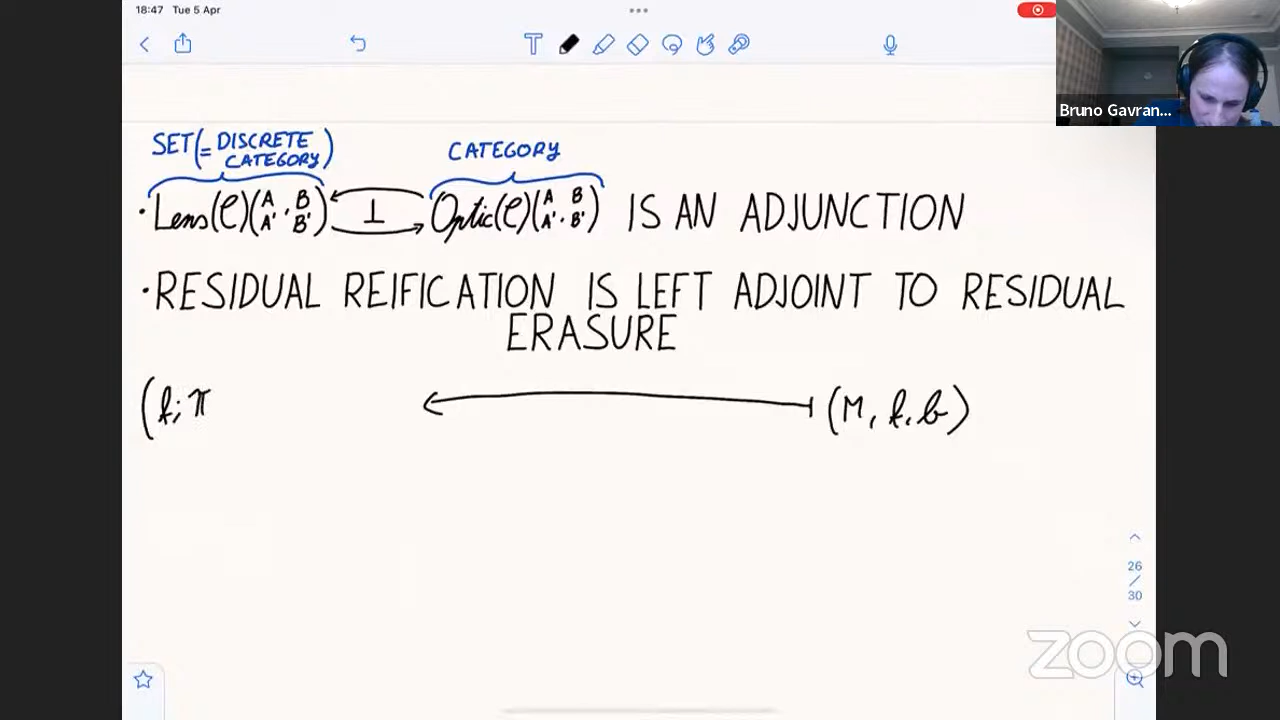 18:47 Tue 5 Apr
Bruno Gavran...
SET (= DISCRETE CATEGORY)
CATEGORY
· Lens(C)(A A' , B B') ⊥ Optic(C)(A A' , B B') IS AN ADJUNCTION
· RESIDUAL REIFICATION IS LEFT ADJOINT TO RESIDUAL
ERASURE
(f; π ⟵| (M, f, b)
26
/
30
zoom